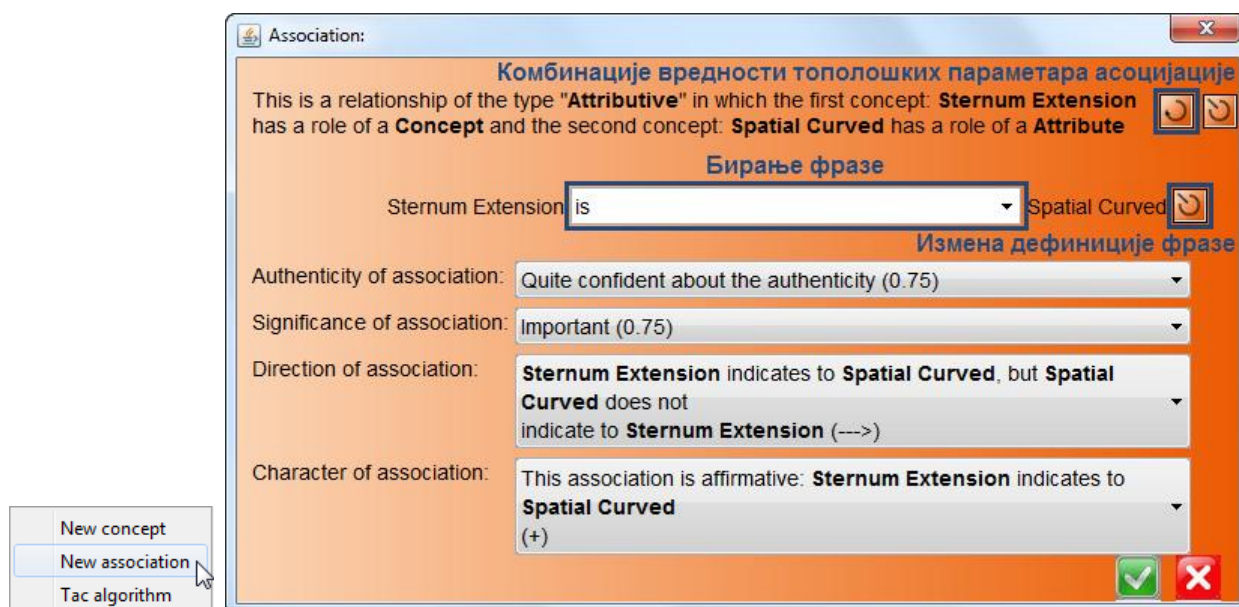 Association:
Комбинације вредности тополошких параметара асоцијације
This is a relationship of the type "Attributive" in which the first concept: Sternum Extension
has a role of a Concept and the second concept: Spatial Curved has a role of a Attribute
Бирање фразе
Sternum Extension is Spatial Curved
Измена дефиниције фразе
Authenticity of association: Quite confident about the authenticity (0.75)
Significance of association: Important (0.75)
Direction of association: Sternum Extension indicates to Spatial Curved, but Spatial
Curved does not
indicate to Sternum Extension (--->)
Character of association: This association is affirmative: Sternum Extension indicates to
Spatial Curved
(+)
New concept
New association
Tac algorithm